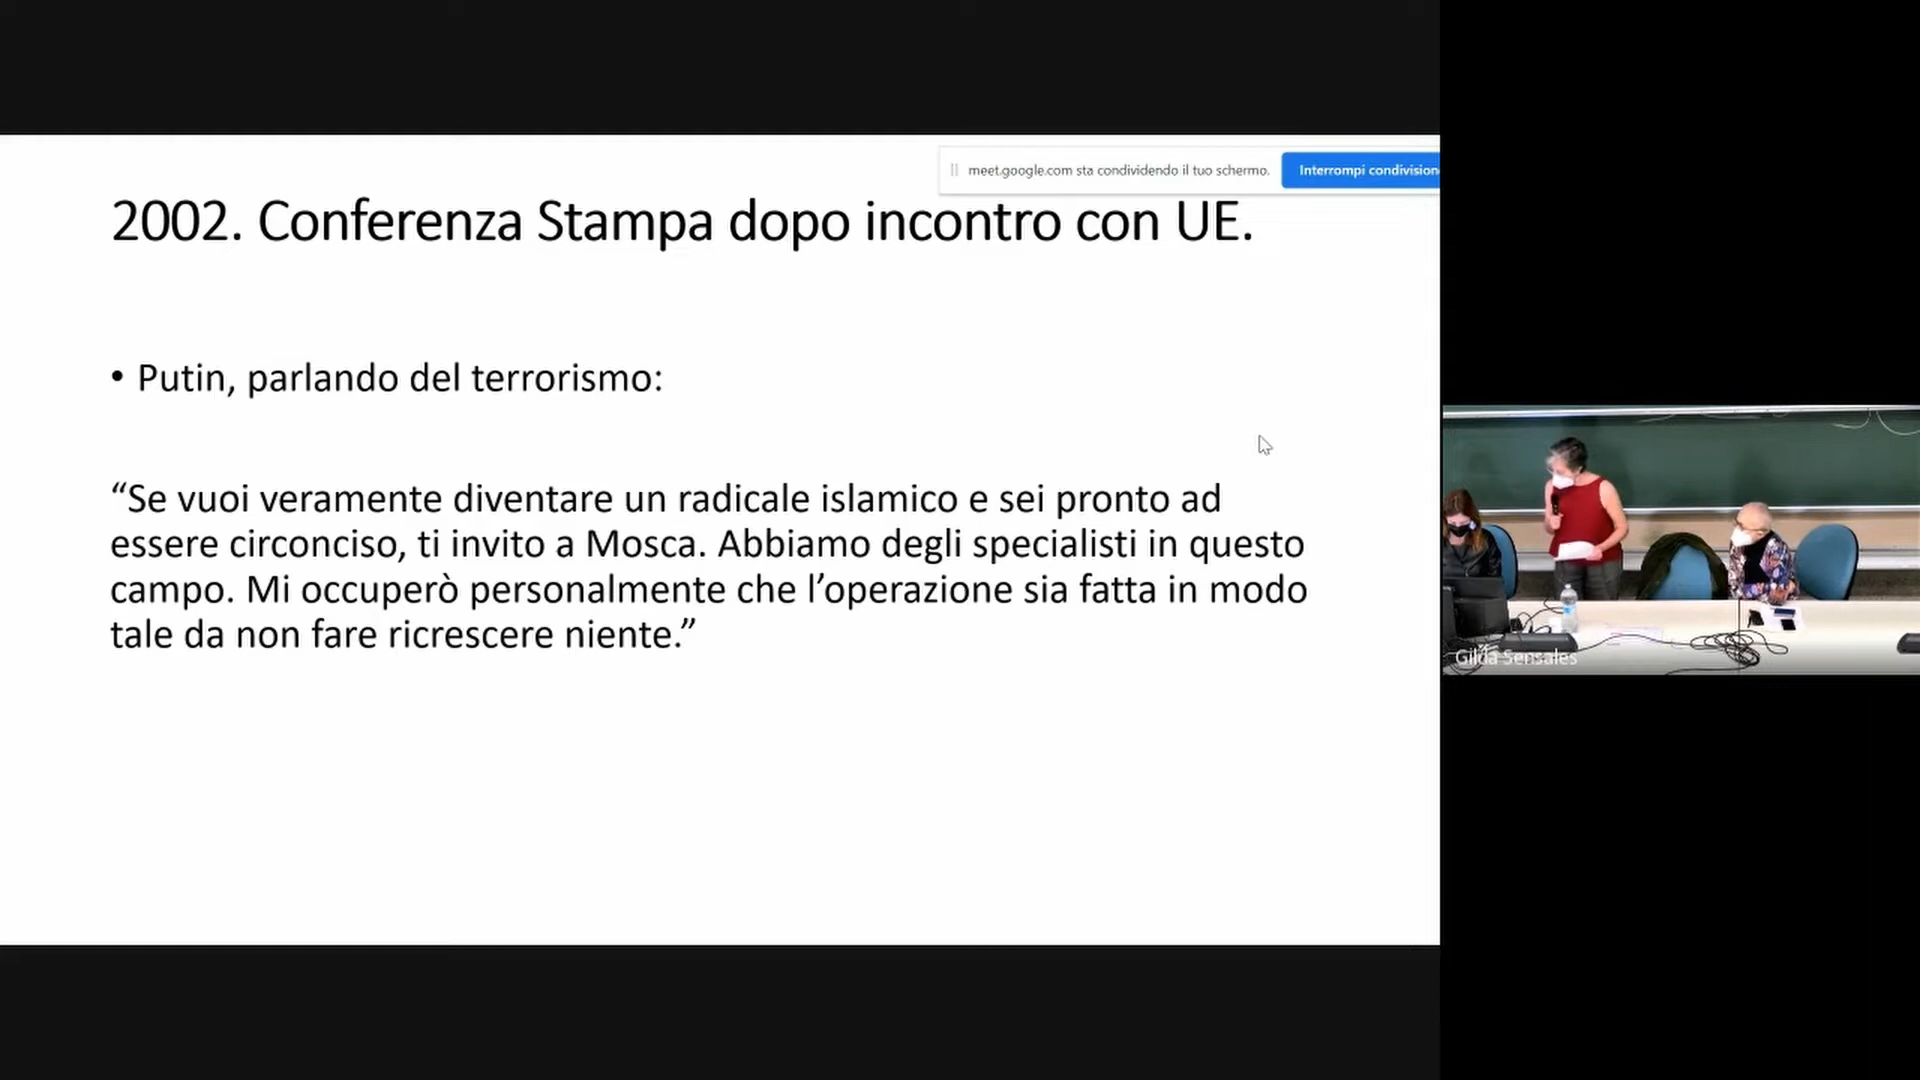 meet.google.com sta condividendo il tuo schermo.
Interrompi condivisione
2002. Conferenza Stampa dopo incontro con UE.
• Putin, parlando del terrorismo:
“Se vuoi veramente diventare un radicale islamico e sei pronto ad
essere circonciso, ti invito a Mosca. Abbiamo degli specialisti in questo
campo. Mi occuperò personalmente che l’operazione sia fatta in modo
tale da non fare ricrescere niente.”
Gilda Sensales